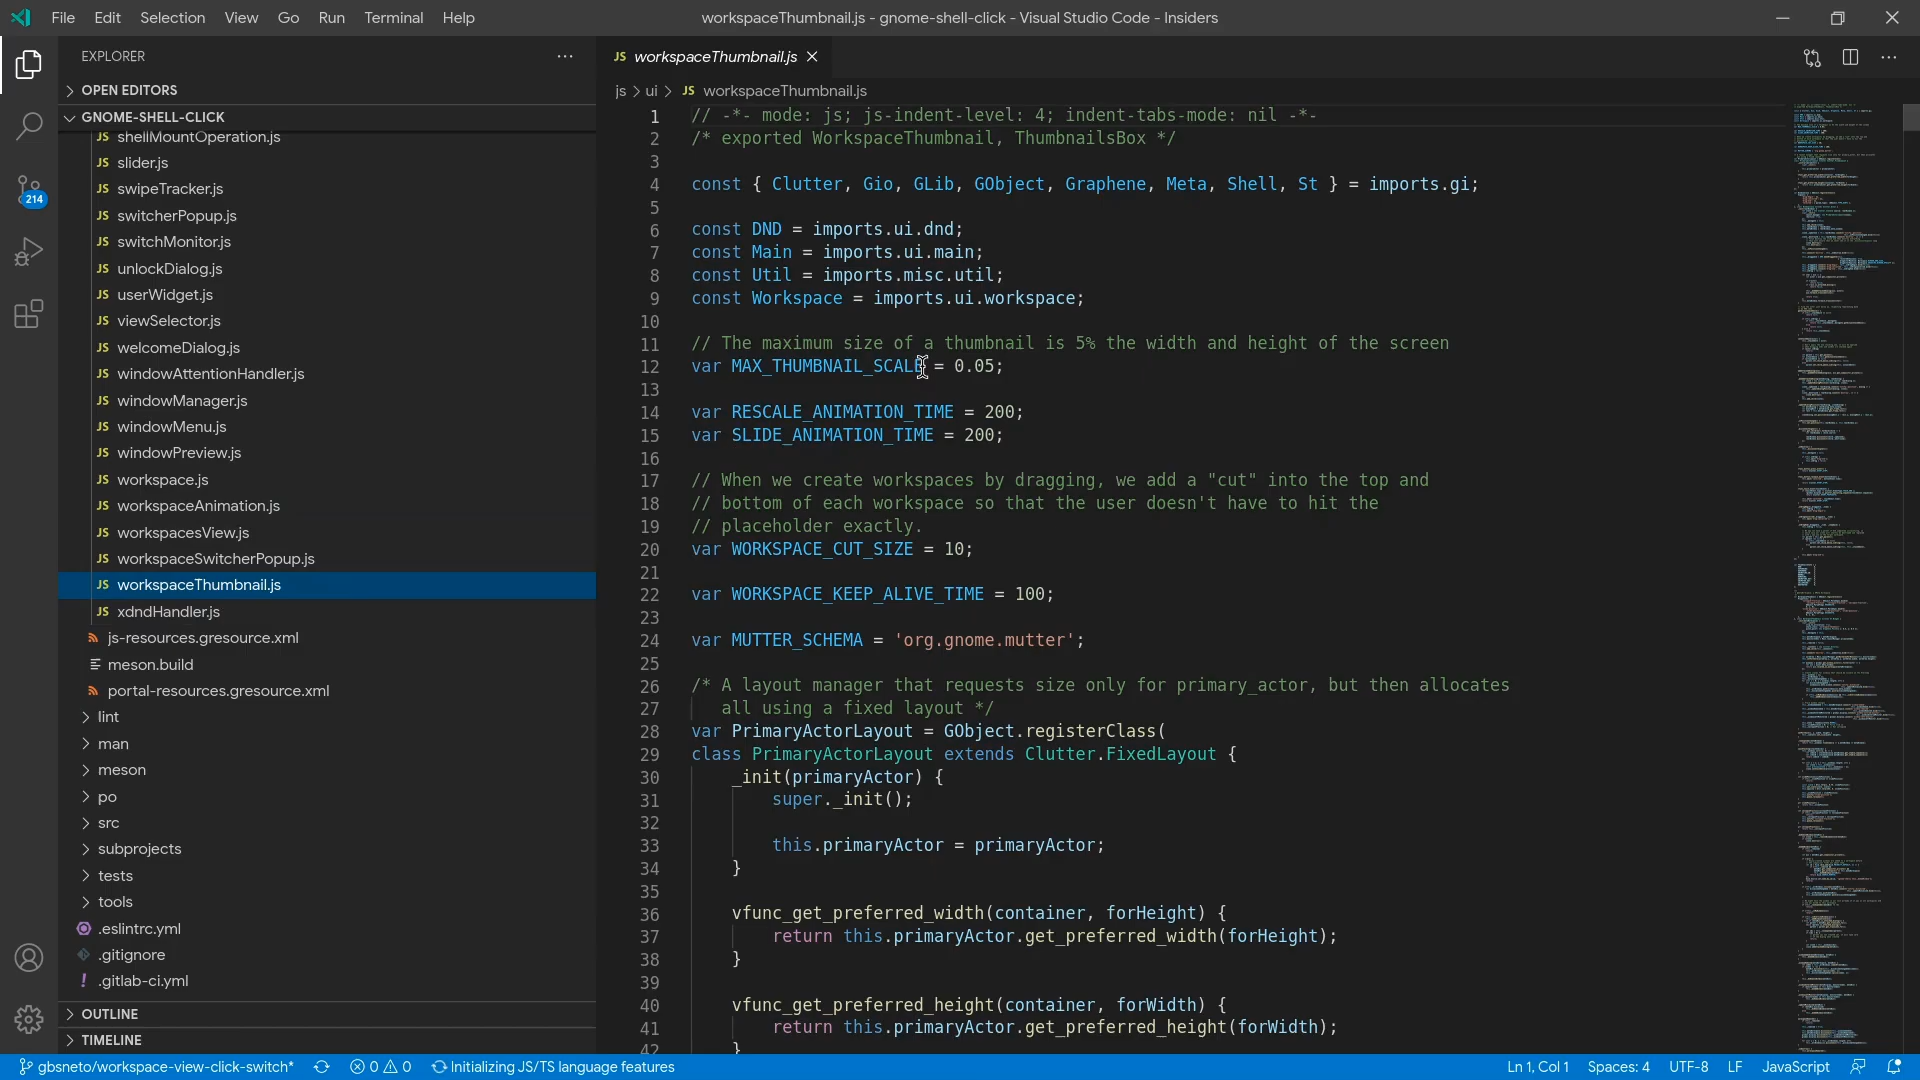 File Edit Selection View Go Run Terminal Help
workspaceThumbnail.js - gnome-shell-click - Visual Studio Code - Insiders
EXPLORER
OPEN EDITORS
GNOME-SHELL-CLICK
JS shellMountOperation.js
JS slider.js
JS swipeTracker.js
JS switcherPopup.js
JS switchMonitor.js
JS unlockDialog.js
JS userWidget.js
JS viewSelector.js
JS welcomeDialog.js
JS windowAttentionHandler.js
JS windowManager.js
JS windowMenu.js
JS windowPreview.js
JS workspace.js
JS workspaceAnimation.js
JS workspacesView.js
JS workspaceSwitcherPopup.js
JS workspaceThumbnail.js
JS xdndHandler.js
js-resources.gresource.xml
meson.build
portal-resources.gresource.xml
lint
man
meson
po
src
subprojects
tests
tools
.eslintrc.yml
.gitignore
! .gitlab-ci.yml
OUTLINE
TIMELINE
214
JS workspaceThumbnail.js
js > ui > JS workspaceThumbnail.js
1 // -*- mode: js; js-indent-level: 4; indent-tabs-mode: nil -*-
2 /* exported WorkspaceThumbnail, ThumbnailsBox */
3
4 const { Clutter, Gio, GLib, GObject, Graphene, Meta, Shell, St } = imports.gi;
5
6 const DND = imports.ui.dnd;
7 const Main = imports.ui.main;
8 const Util = imports.misc.util;
9 const Workspace = imports.ui.workspace;
10
11 // The maximum size of a thumbnail is 5% the width and height of the screen
12 var MAX_THUMBNAIL_SCALE = 0.05;
13
14 var RESCALE_ANIMATION_TIME = 200;
15 var SLIDE_ANIMATION_TIME = 200;
16
17 // When we create workspaces by dragging, we add a "cut" into the top and
18 // bottom of each workspace so that the user doesn't have to hit the
19 // placeholder exactly.
20 var WORKSPACE_CUT_SIZE = 10;
21
22 var WORKSPACE_KEEP_ALIVE_TIME = 100;
23
24 var MUTTER_SCHEMA = 'org.gnome.mutter';
25
26 /* A layout manager that requests size only for primary_actor, but then allocates
27    all using a fixed layout */
28 var PrimaryActorLayout = GObject.registerClass(
29 class PrimaryActorLayout extends Clutter.FixedLayout {
30     _init(primaryActor) {
31         super._init();
32
33         this.primaryActor = primaryActor;
34     }
35
36     vfunc_get_preferred_width(container, forHeight) {
37         return this.primaryActor.get_preferred_width(forHeight);
38     }
39
40     vfunc_get_preferred_height(container, forWidth) {
41         return this.primaryActor.get_preferred_height(forWidth);
42     }
gbsneto/workspace-view-click-switch* 0 0 Initializing JS/TS language features
Ln 1, Col 1 Spaces: 4 UTF-8 LF JavaScript